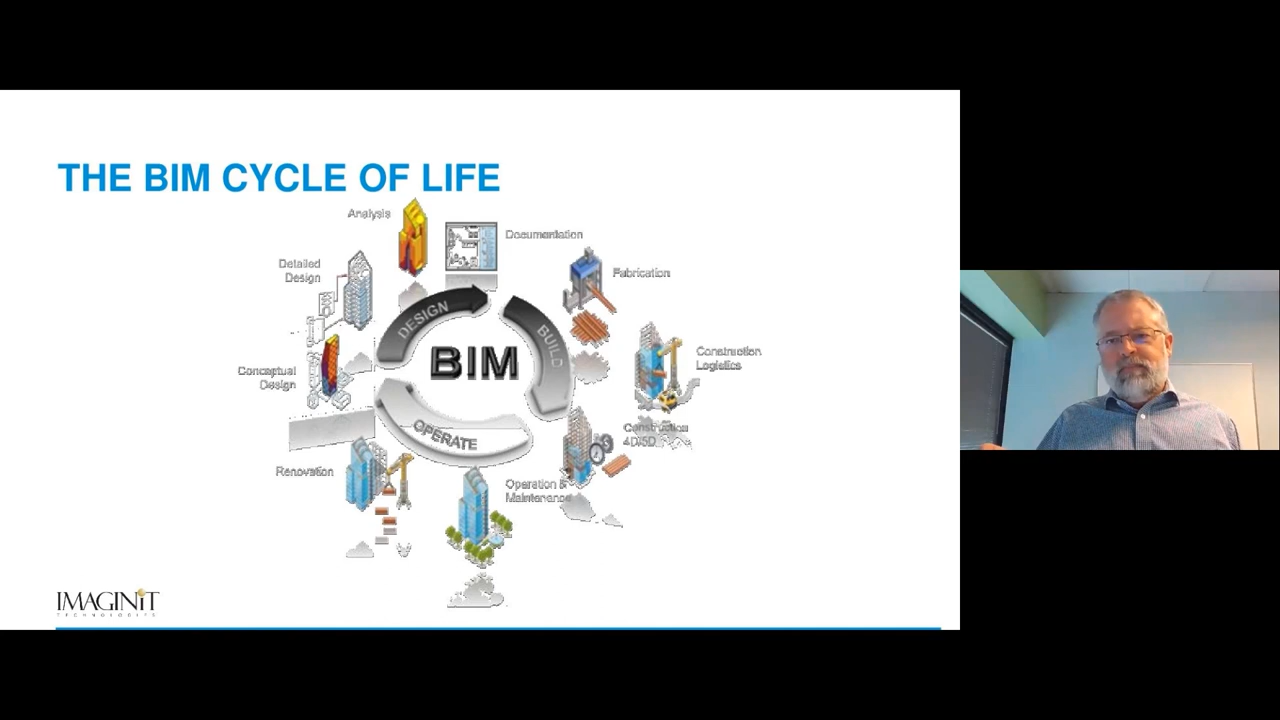 THE BIM CYCLE OF LIFE
Analysis
Documentation
Detailed
Design
Fabrication
DESIGN
BUILD
BIM
Construction
Logistics
Conceptual
Design
OPERATE
Construction
4D/5D
Renovation
Operation &
Maintenance
IMAGINiT
TECHNOLOGIES